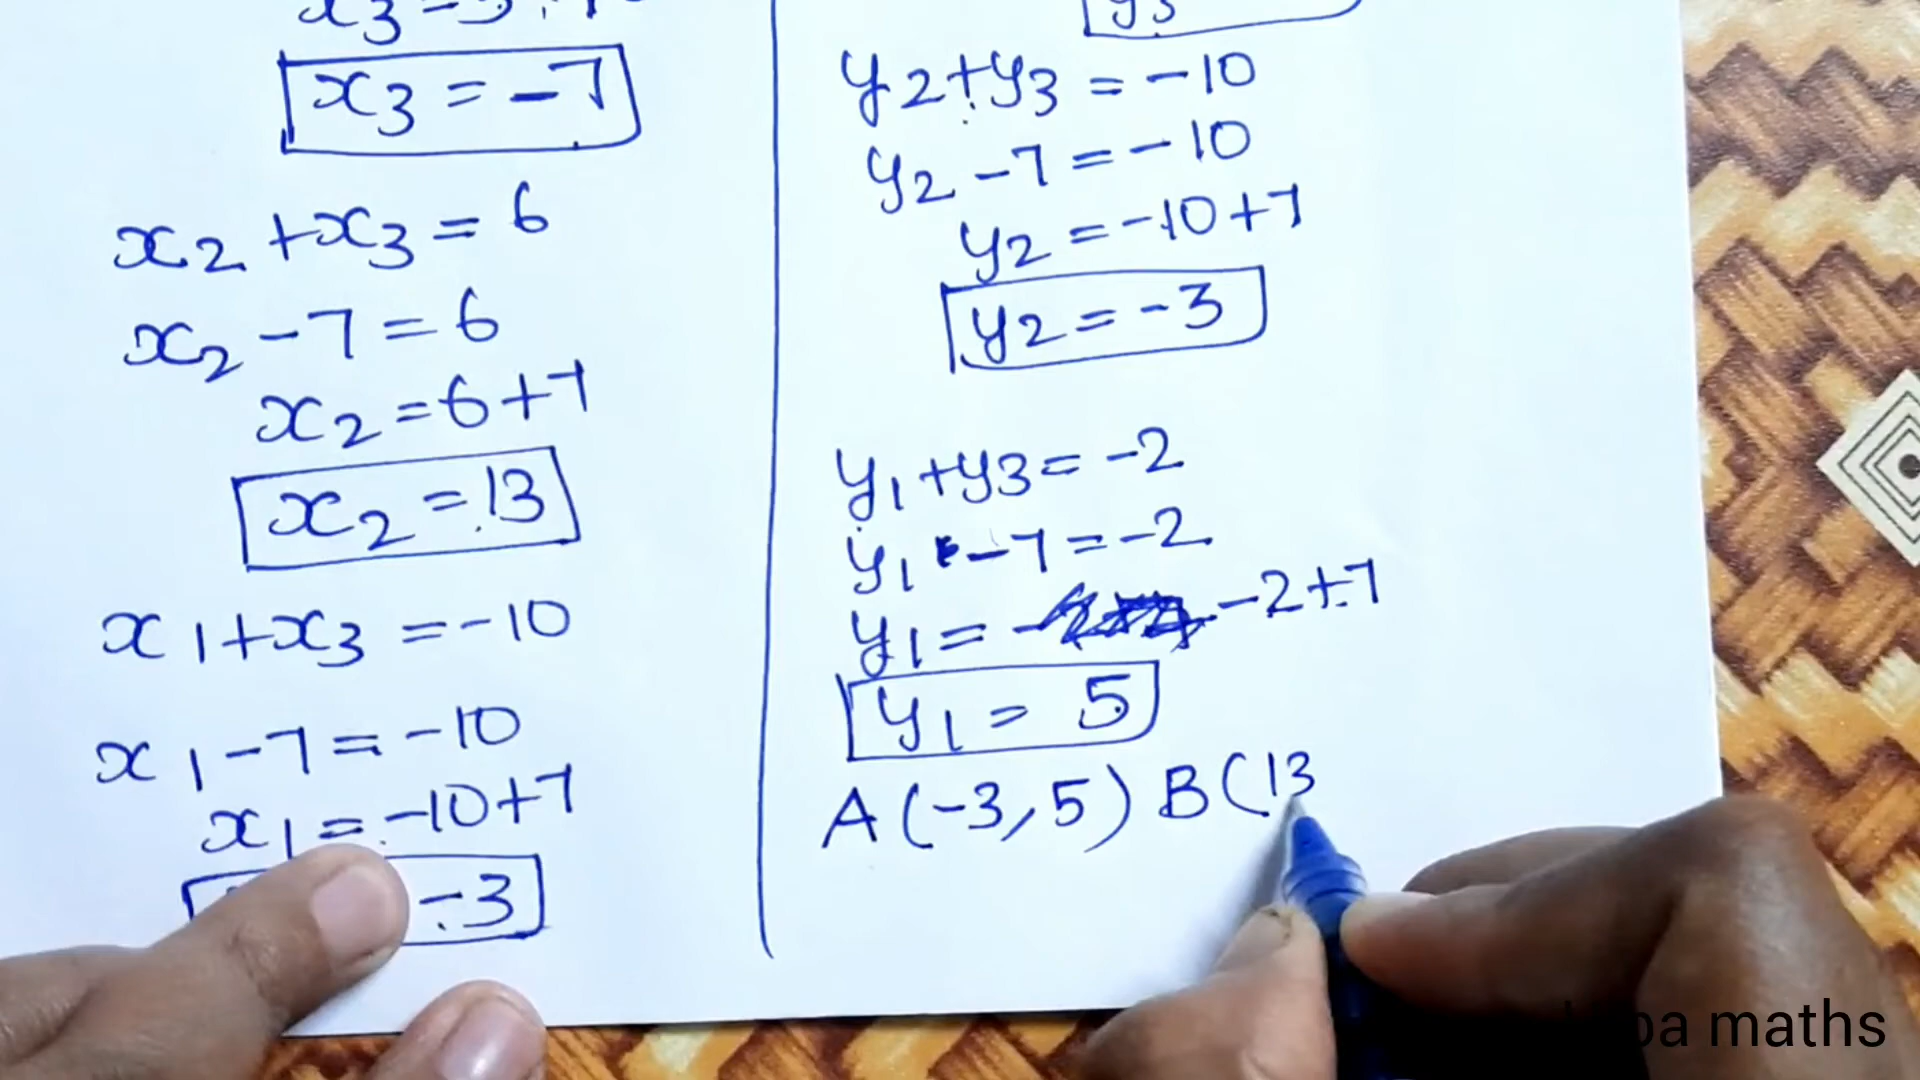 x3 = -7
x2 + x3 = 6
x2 - 7 = 6
x2 = 6 + 7
x2 = 13
x1 + x3 = -10
x1 - 7 = -10
x1 = -10 + 7
-3
y3
y2 + y3 = -10
y2 - 7 = -10
y2 = -10 + 7
y2 = -3
y1 + y3 = -2
y1 - 7 = -2
y1 = -2 + 7
y1 = 5
A (-3, 5) B (13
maths